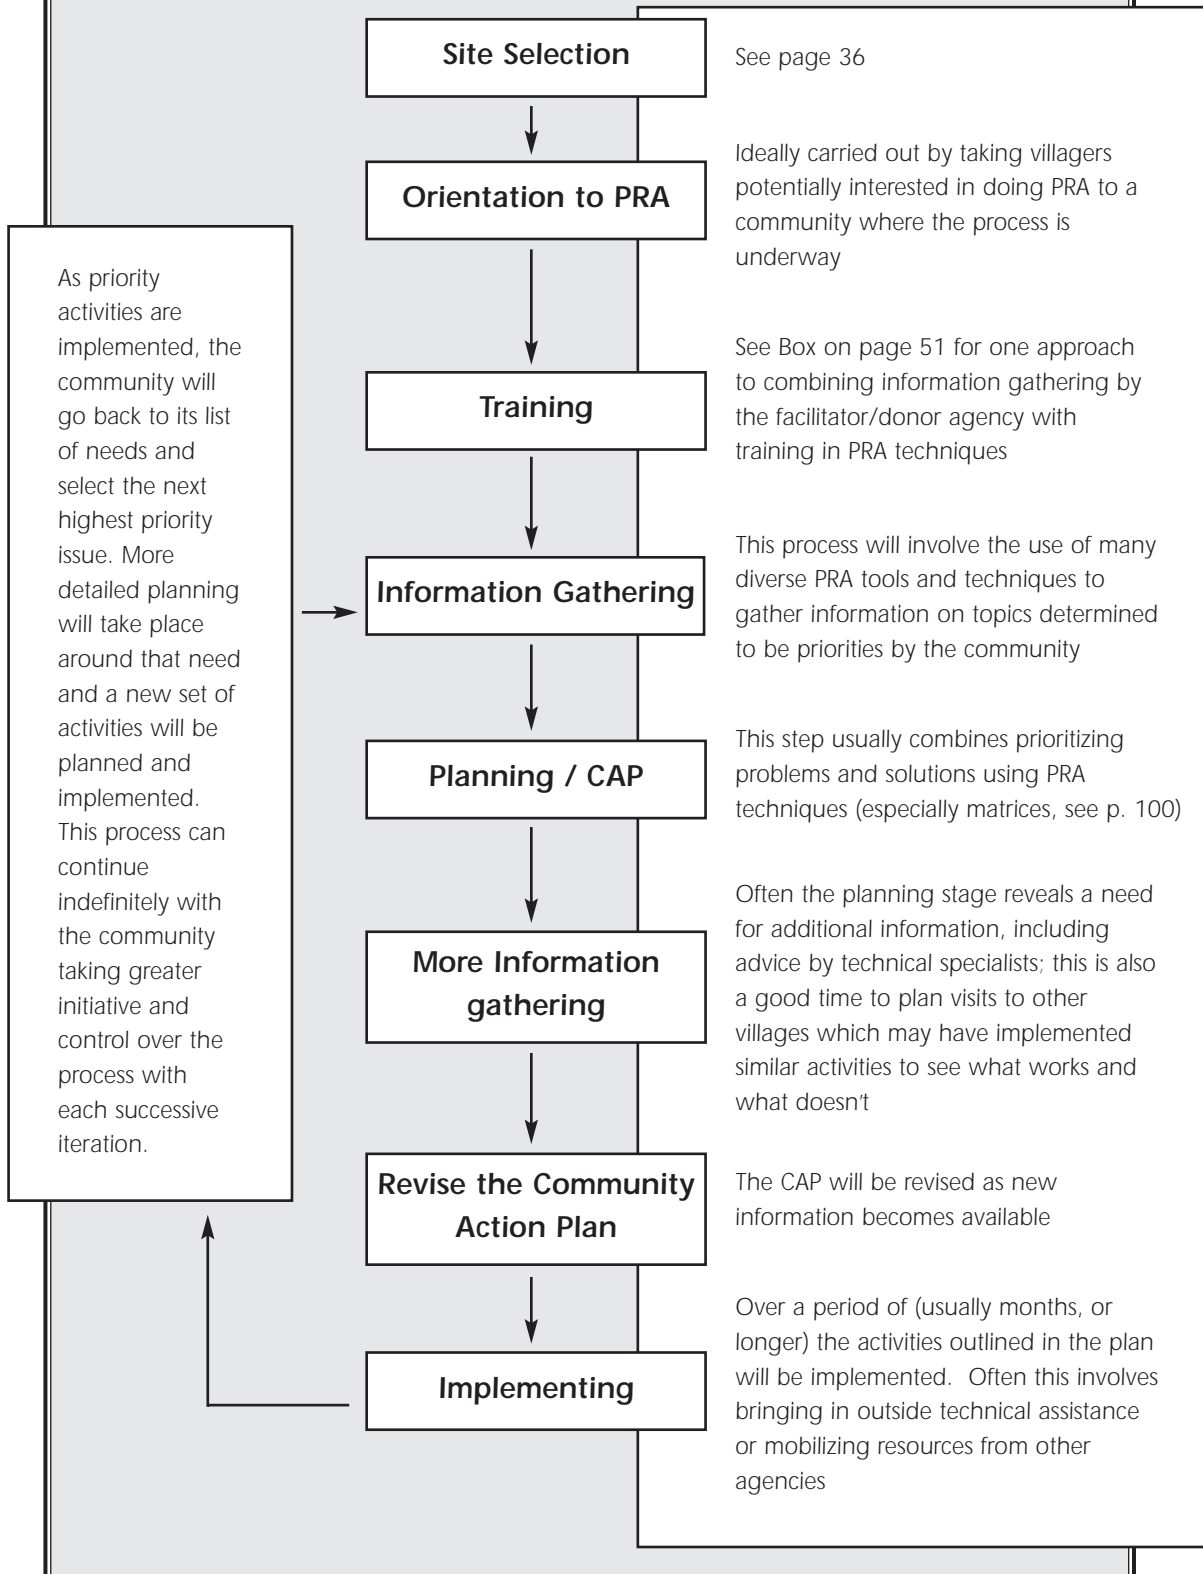 Site Selection
See page 36
Orientation to PRA
Ideally carried out by taking villagers
potentially interested in doing PRA to a
community where the process is
underway
Training
See Box on page 51 for one approach
to combining information gathering by
the facilitator/donor agency with
training in PRA techniques
Information Gathering
This process will involve the use of many
diverse PRA tools and techniques to
gather information on topics determined
to be priorities by the community
Planning / CAP
This step usually combines prioritizing
problems and solutions using PRA
techniques (especially matrices, see p. 100)
More Information
gathering
Often the planning stage reveals a need
for additional information, including
advice by technical specialists; this is also
a good time to plan visits to other
villages which may have implemented
similar activities to see what works and
what doesn't
Revise the Community
Action Plan
The CAP will be revised as new
information becomes available
Implementing
Over a period of (usually months, or
longer) the activities outlined in the plan
will be implemented.  Often this involves
bringing in outside technical assistance
or mobilizing resources from other
agencies
As priority
activities are
implemented, the
community will
go back to its list
of needs and
select the next
highest priority
issue. More
detailed planning
will take place
around that need
and a new set of
activities will be
planned and
implemented.
This process can
continue
indefinitely with
the community
taking greater
initiative and
control over the
process with
each successive
iteration.